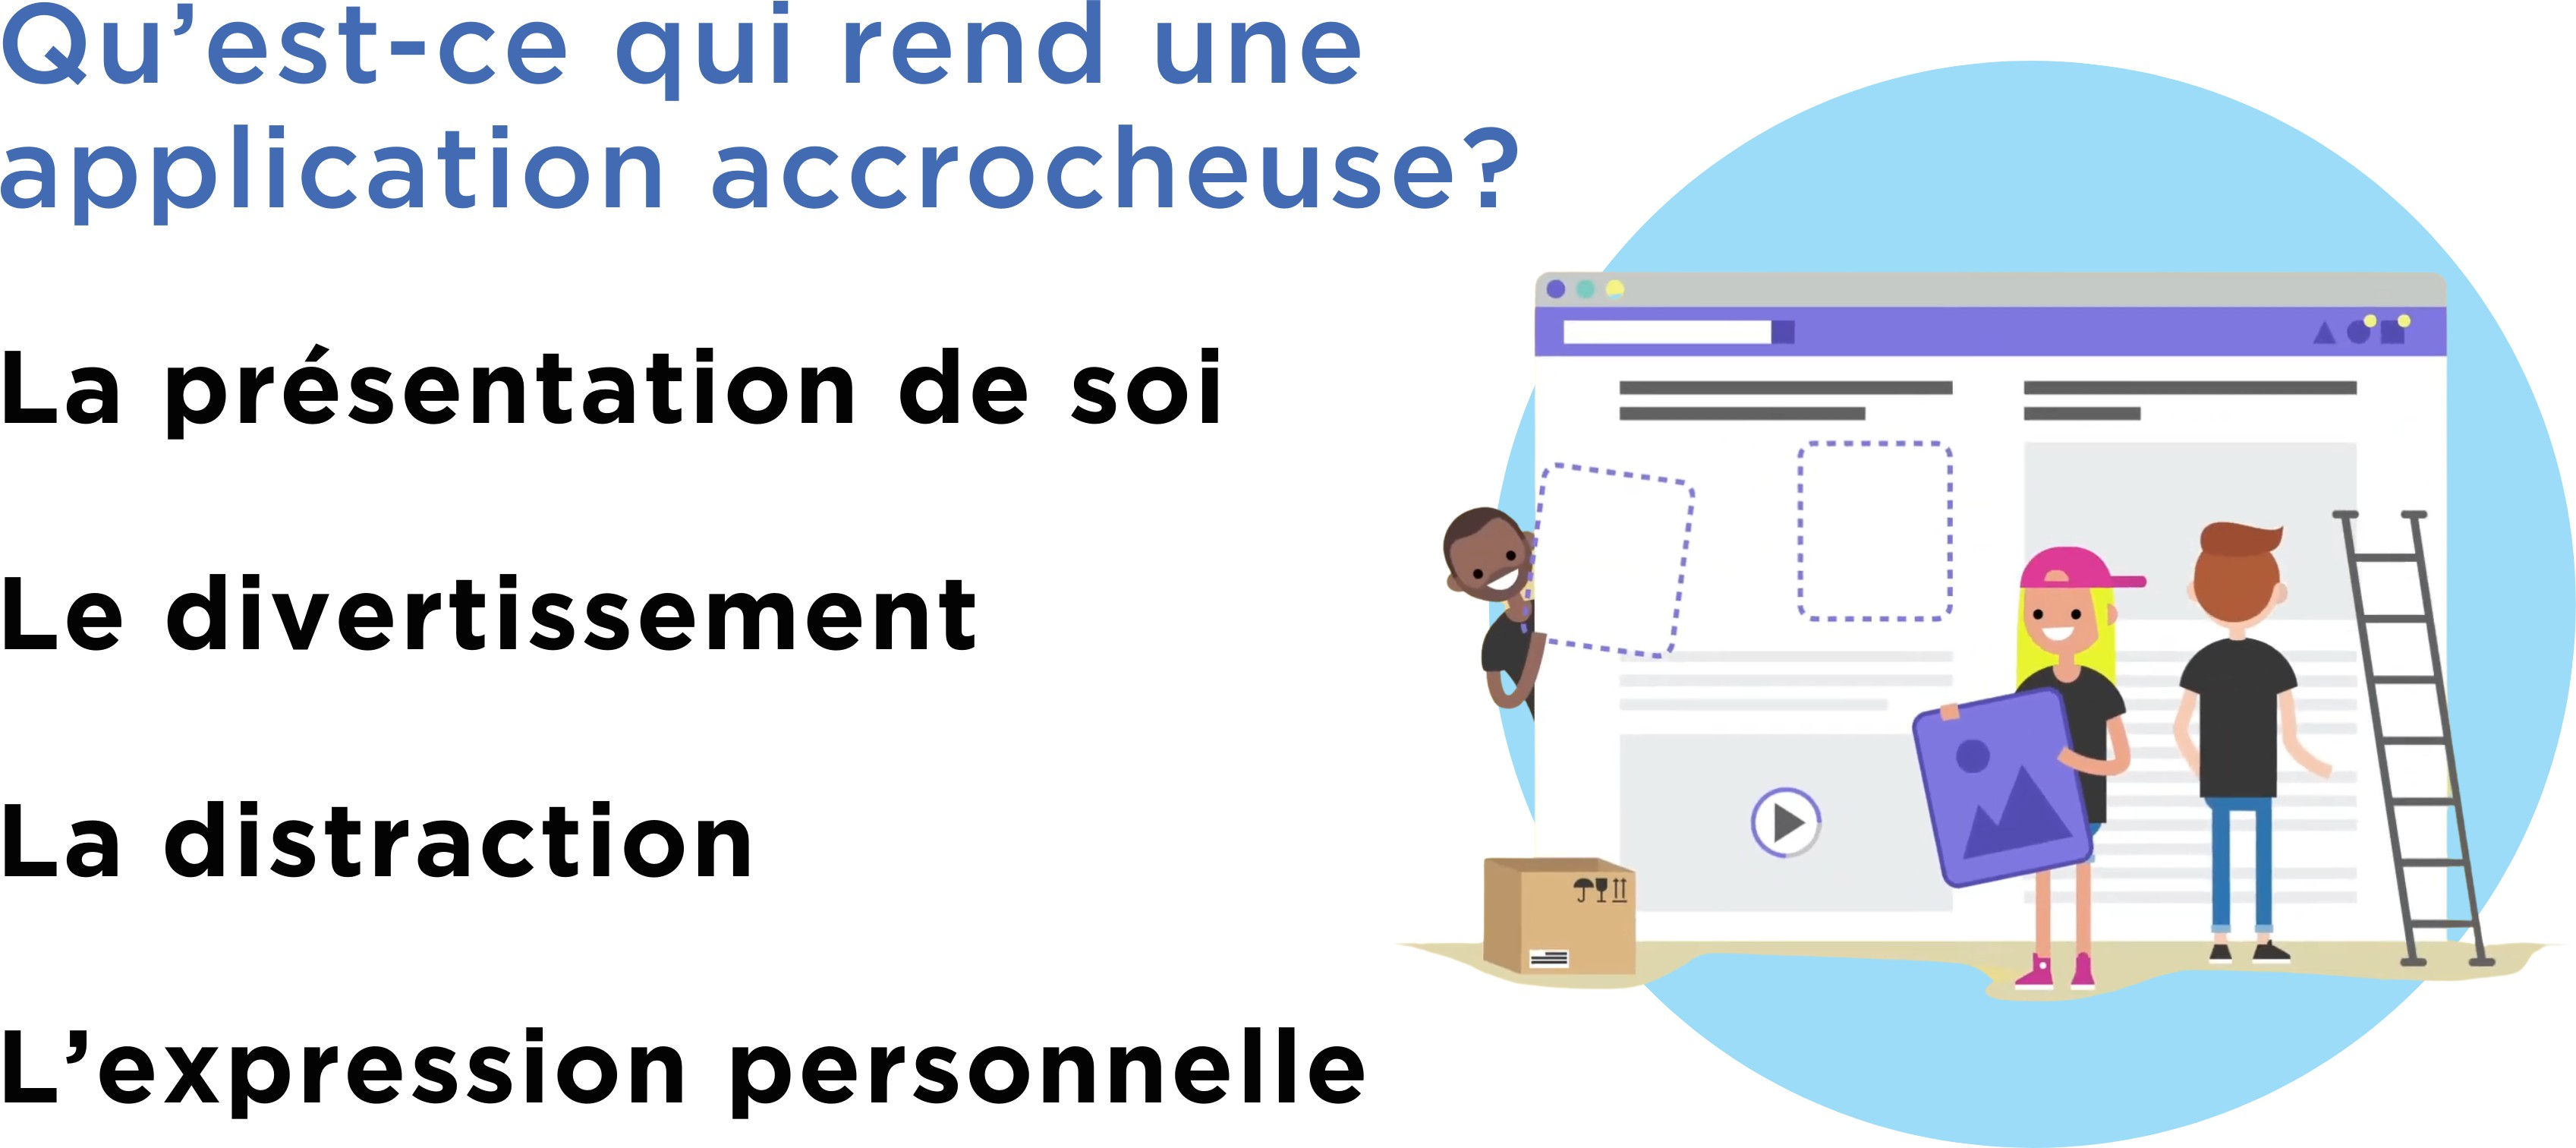 Qu’est-ce qui rend une
application accrocheuse?
La présentation de soi
Le divertissement
La distraction
L’expression personnelle